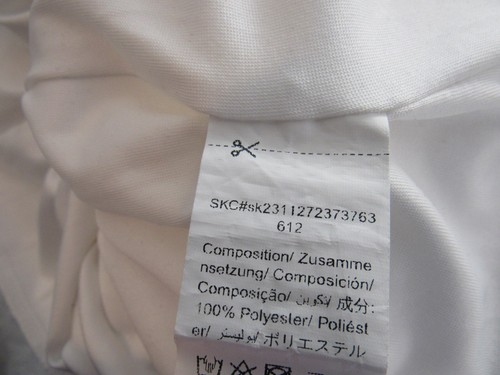 SKC#sk2311272373763
612
Composition/ Zusamme
nsetzung/ Composición/
Composição/ تكوين/ 成分:
100% Polyester/ Poliést
er/ بوليستر/ ポリエステル